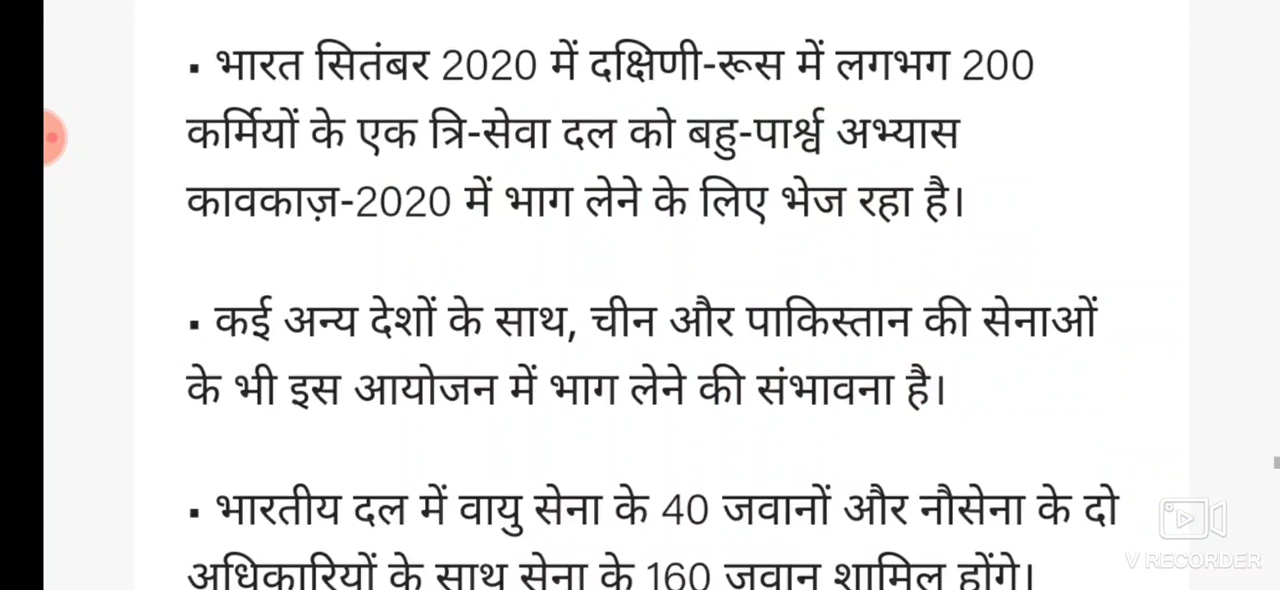 ▪ भारत सितंबर 2020 में दक्षिणी-रूस में लगभग 200
कर्मियों के एक त्रि-सेवा दल को बहु-पार्श्व अभ्यास
कावकाज़-2020 में भाग लेने के लिए भेज रहा है।
▪ कई अन्य देशों के साथ, चीन और पाकिस्तान की सेनाओं
के भी इस आयोजन में भाग लेने की संभावना है।
▪ भारतीय दल में वायु सेना के 40 जवानों और नौसेना के दो
अधिकारियों के साथ सेना के 160 जवान शामिल होंगे।
V RECORDER